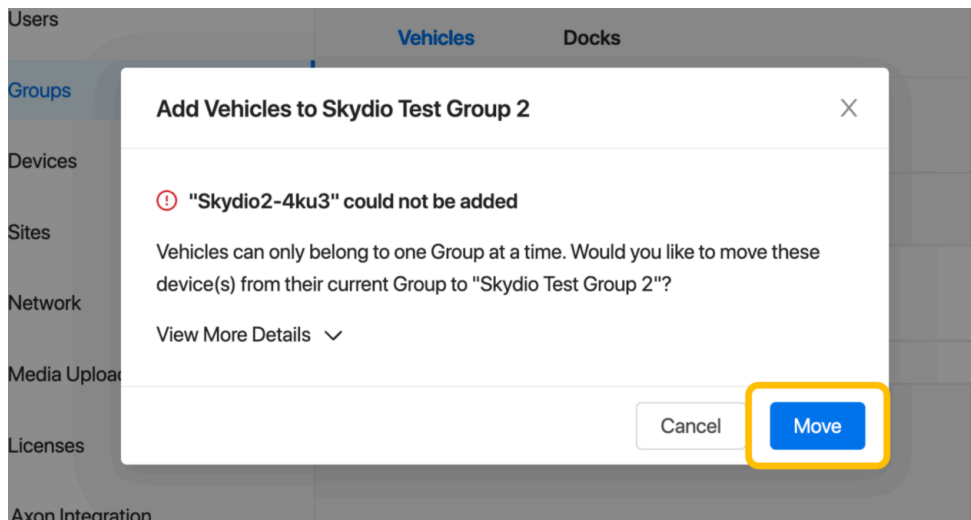 Users
Vehicles
Docks
Groups
Add Vehicles to Skydio Test Group 2
Devices
"Skydio2-4ku3" could not be added
Sites
Vehicles can only belong to one Group at a time. Would you like to move these
device(s) from their current Group to "Skydio Test Group 2"?
Network
View More Details
Media Upload
Cancel
Move
Licenses
Axon Integration